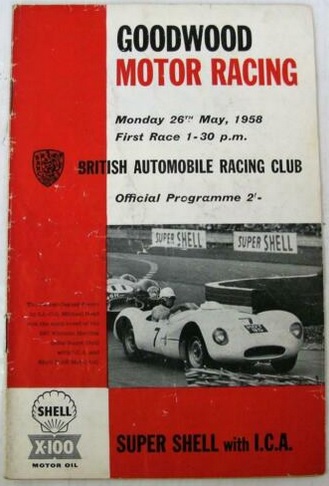 GOODWOOD
MOTOR RACING
Monday 26TH May, 1958
First Race 1-30 p.m.
BRITISH AUTOMOBILE RACING CLUB
Official Programme 2'-
SUPER SHELL
SUPER SHELL
7
SHELL
X-100
MOTOR OIL
SUPER SHELL with I.C.A.